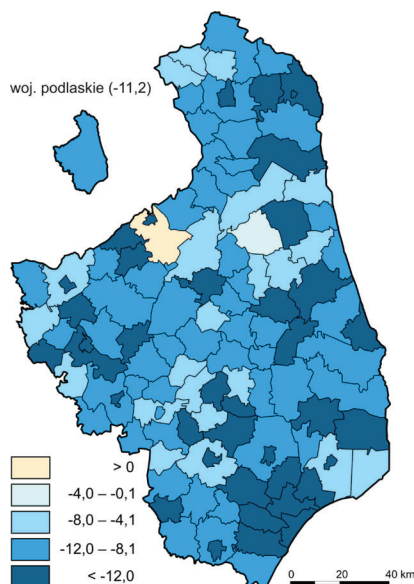 woj. podlaskie (-11,2)
> 0
-4,0 – -0,1
-8,0 – -4,1
-12,0 – -8,1
< -12,0
0 20 40 km